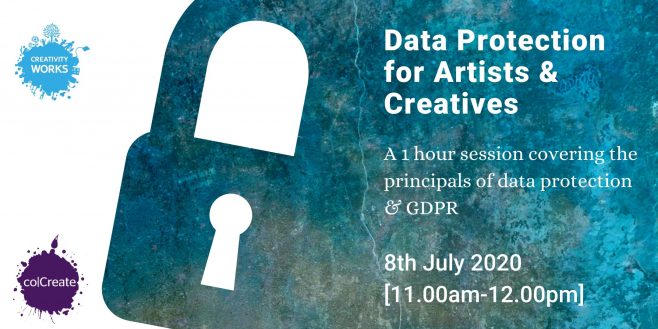 CREATIVITY
WORKS
Data Protection
for Artists &
Creatives
A 1 hour session covering the
principals of data protection
& GDPR
8th July 2020
[11.00am-12.00pm]
co|Create